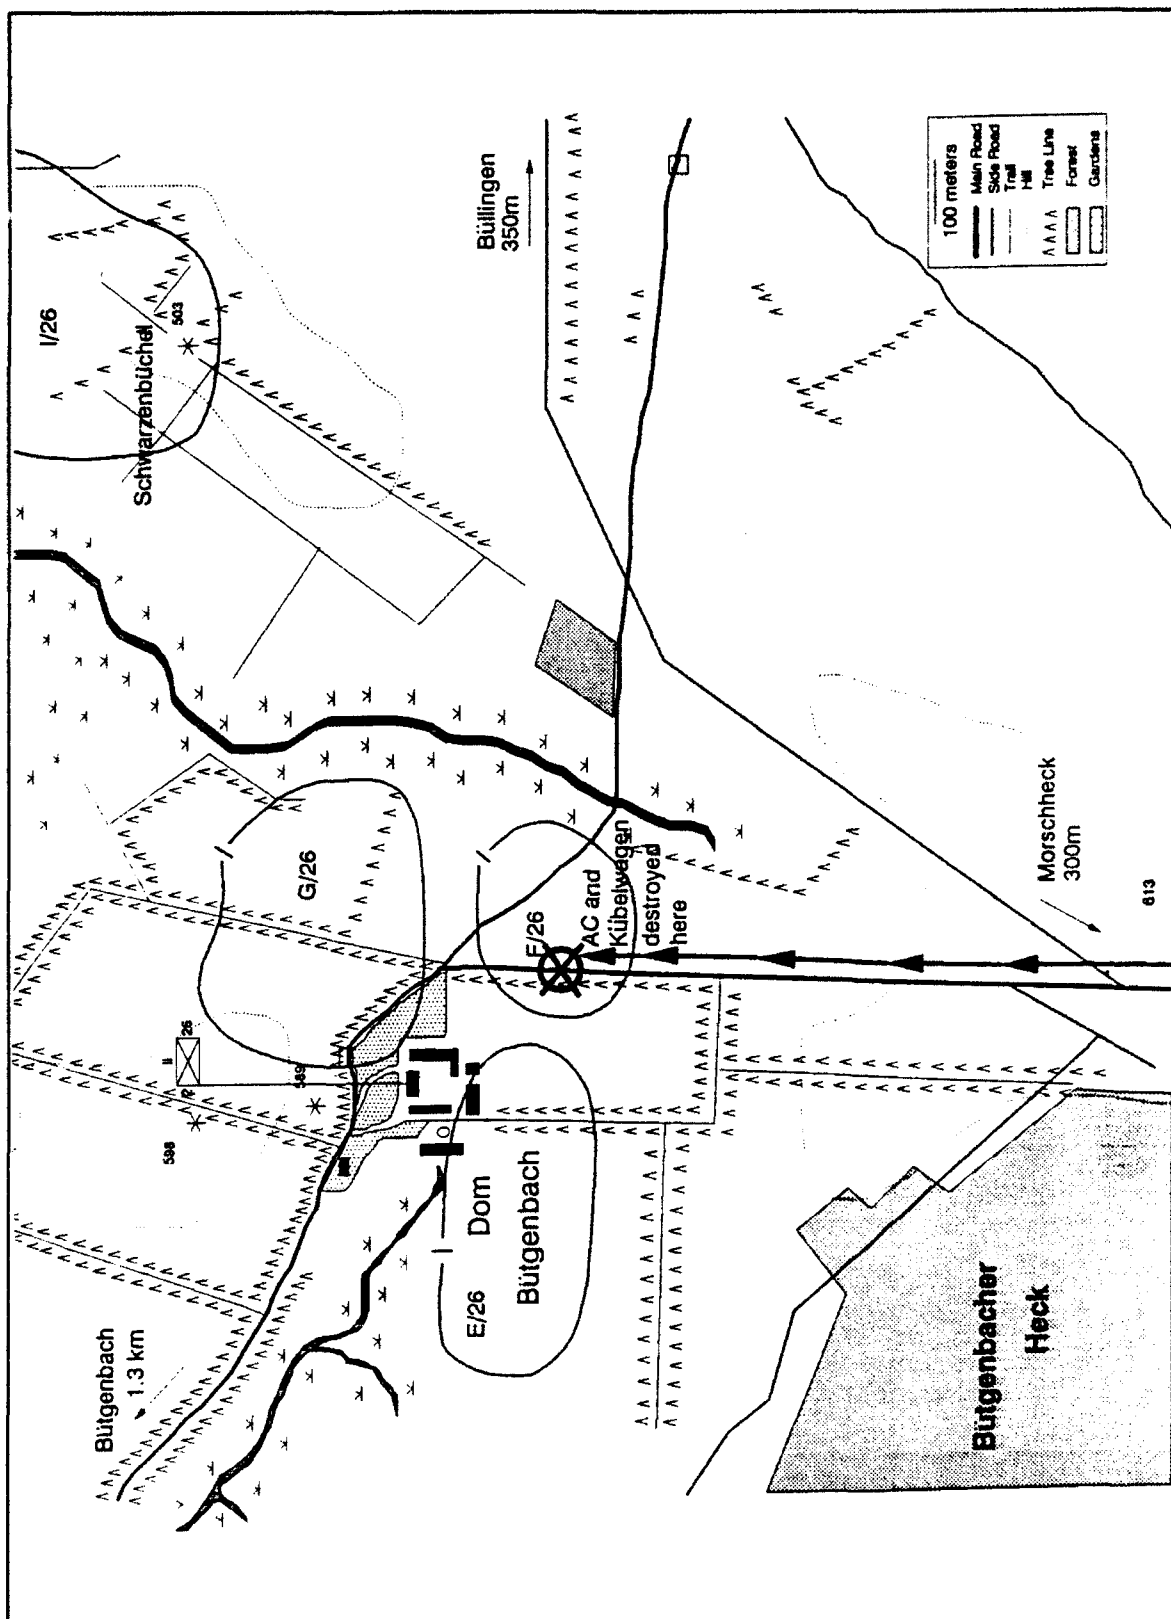 I/26
Schwarzenbüchel
503
Bütgenbach
1.3 km
II
2
26
589
G/26
E/26
Dom
Bütgenbach
Büllingen
350m
F/26
AC and
Kübelwagen
destroyed
here
Bütgenbacher
Heck
Morschheck
300m
613
100 meters
Main Road
Side Road
Trail
Hill
Tree Line
Forest
Gardens